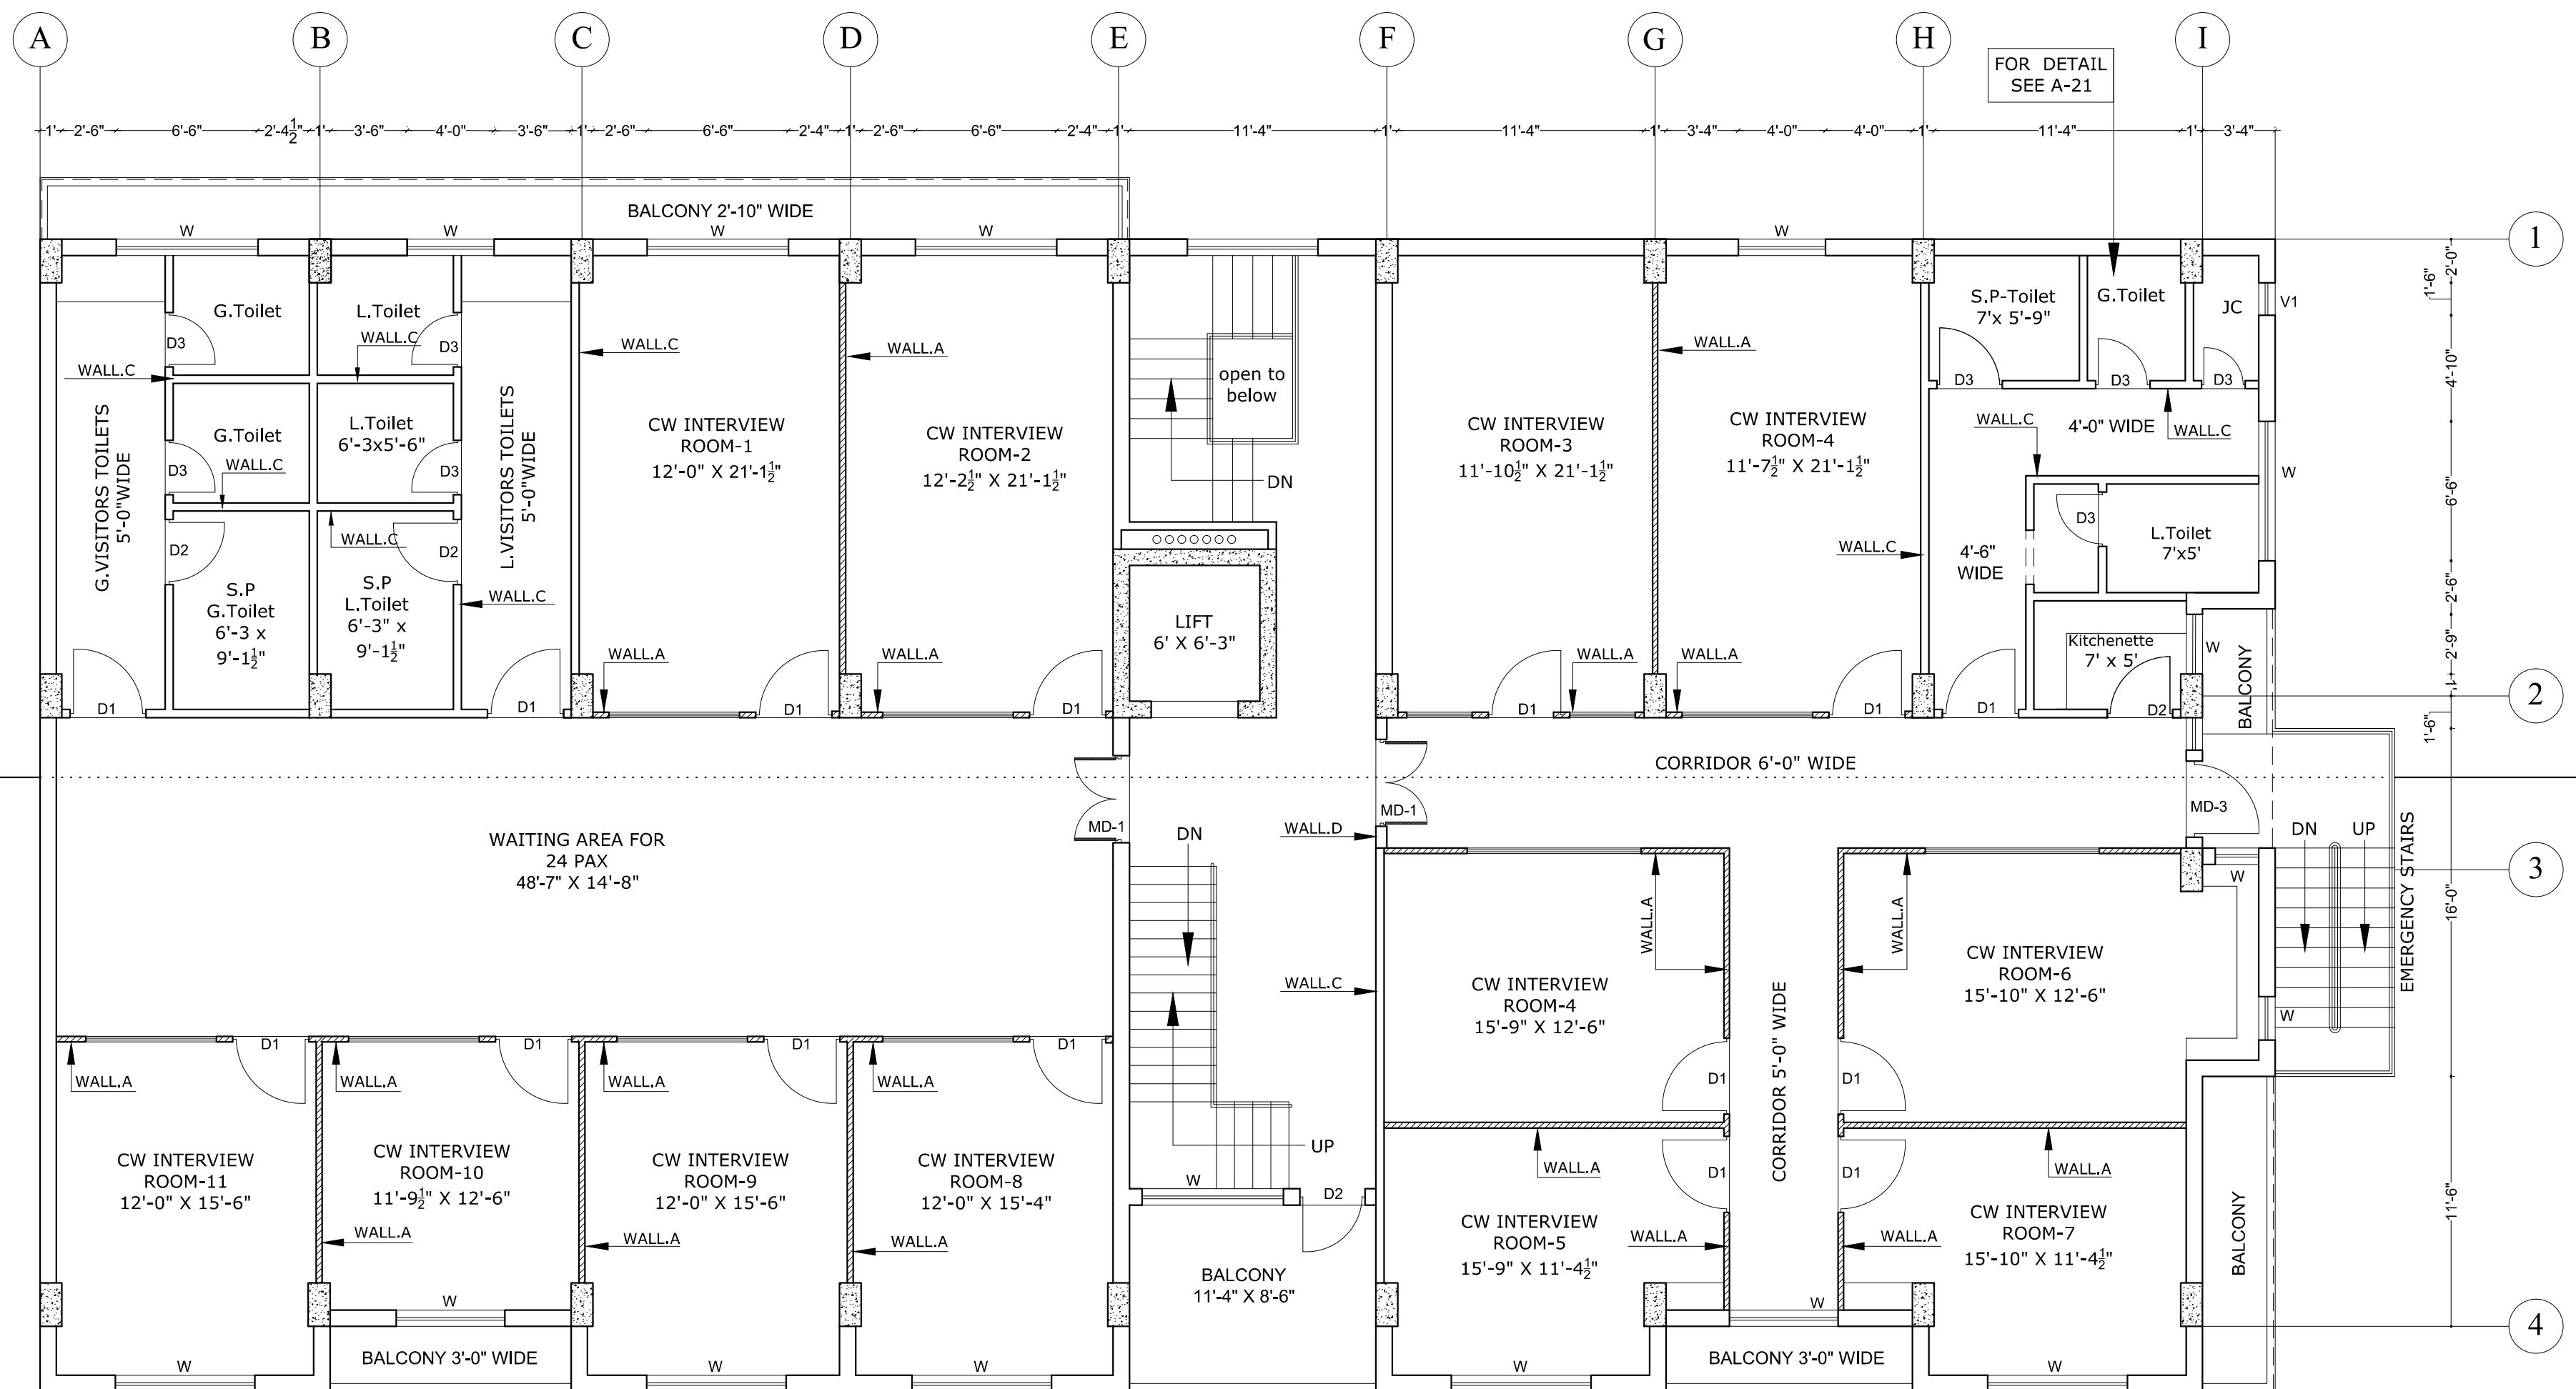 A B C D E F G H I
FOR DETAIL
SEE A-21
1' 2'-6" 6'-6" 2'-4½" 1' 3'-6" 4'-0" 3'-6" 1' 2'-6" 6'-6" 2'-4" 1' 2'-6" 6'-6" 2'-4" 1' 11'-4" 1' 11'-4" 1' 3'-4" 4'-0" 4'-0" 1' 11'-4" 1' 3'-4"
BALCONY 2'-10" WIDE
W W W W W
1
2'-0"
1'-6"
4'-10"
6'-6"
2'-6"
2'-9"
1'
2
1'-6"
3
16'-0"
11'-6"
4
G.VISITORS TOILETS
5'-0"WIDE
G.Toilet
D3
WALL.C
G.Toilet
D3
WALL.C
D2
S.P
G.Toilet
6'-3 x
9'-1½"
D1
L.Toilet
WALL.C
D3
L.Toilet
6'-3x5'-6"
D3
WALL.C
D2
S.P
L.Toilet
6'-3" x
9'-1½"
L.VISITORS TOILETS
5'-0"WIDE
WALL.C
D1
WALL.C
CW INTERVIEW
ROOM-1
12'-0" X 21'-1½"
WALL.A
D1
WALL.A
CW INTERVIEW
ROOM-2
12'-2½" X 21'-1½"
WALL.A
D1
open to
below
DN
LIFT
6' X 6'-3"
CW INTERVIEW
ROOM-3
11'-10½" X 21'-1½"
D1
WALL.A
WALL.A
CW INTERVIEW
ROOM-4
11'-7½" X 21'-1½"
WALL.C
WALL.A
D1
S.P-Toilet
7'x 5'-9"
D3
G.Toilet
D3
JC
V1
D3
4'-0" WIDE
WALL.C
WALL.C
W
D3
L.Toilet
7'x5'
4'-6"
WIDE
Kitchenette
7' x 5'
D1
D2
W
BALCONY
WAITING AREA FOR
24 PAX
48'-7" X 14'-8"
MD-1
DN
WALL.D
MD-1
CORRIDOR 6'-0" WIDE
MD-3
DN UP
EMERGENCY STAIRS
W
W
WALL.C
UP
W
D2
BALCONY
11'-4" X 8'-6"
WALL.A
CW INTERVIEW
ROOM-4
15'-9" X 12'-6"
D1
CORRIDOR 5'-0" WIDE
WALL.A
CW INTERVIEW
ROOM-6
15'-10" X 12'-6"
D1
D1 D1 D1 D1
WALL.A WALL.A WALL.A WALL.A
CW INTERVIEW
ROOM-11
12'-0" X 15'-6"
WALL.A
CW INTERVIEW
ROOM-10
11'-9½" X 12'-6"
WALL.A
W
CW INTERVIEW
ROOM-9
12'-0" X 15'-6"
WALL.A
CW INTERVIEW
ROOM-8
12'-0" X 15'-4"
WALL.A
D1
CW INTERVIEW
ROOM-5
15'-9" X 11'-4½"
WALL.A
WALL.A
D1
CW INTERVIEW
ROOM-7
15'-10" X 11'-4½"
WALL.A
W
BALCONY
W
BALCONY 3'-0" WIDE
W
W
W
BALCONY 3'-0" WIDE
W